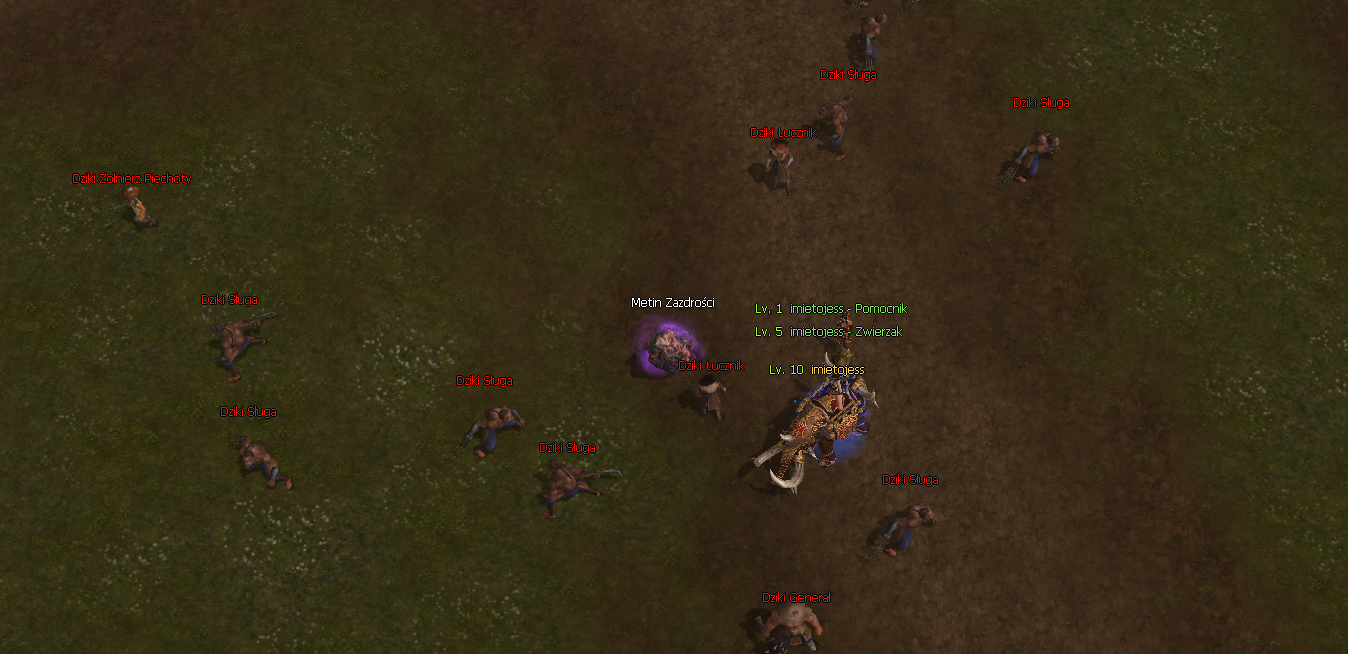 Dziki Sługa
Dziki Sługa
Dziki Łucznik
Dziki Żołnierz Piechoty
Dziki Sługa
Metin Zazdrości
Lv. 1 imietojess - Pomocnik
Lv. 5 imietojess - Zwierzak
Dziki Łucznik
Lv. 10 imietojess
Dziki Sługa
Dziki Sługa
Dziki Sługa
Dziki Sługa
Dziki Generał